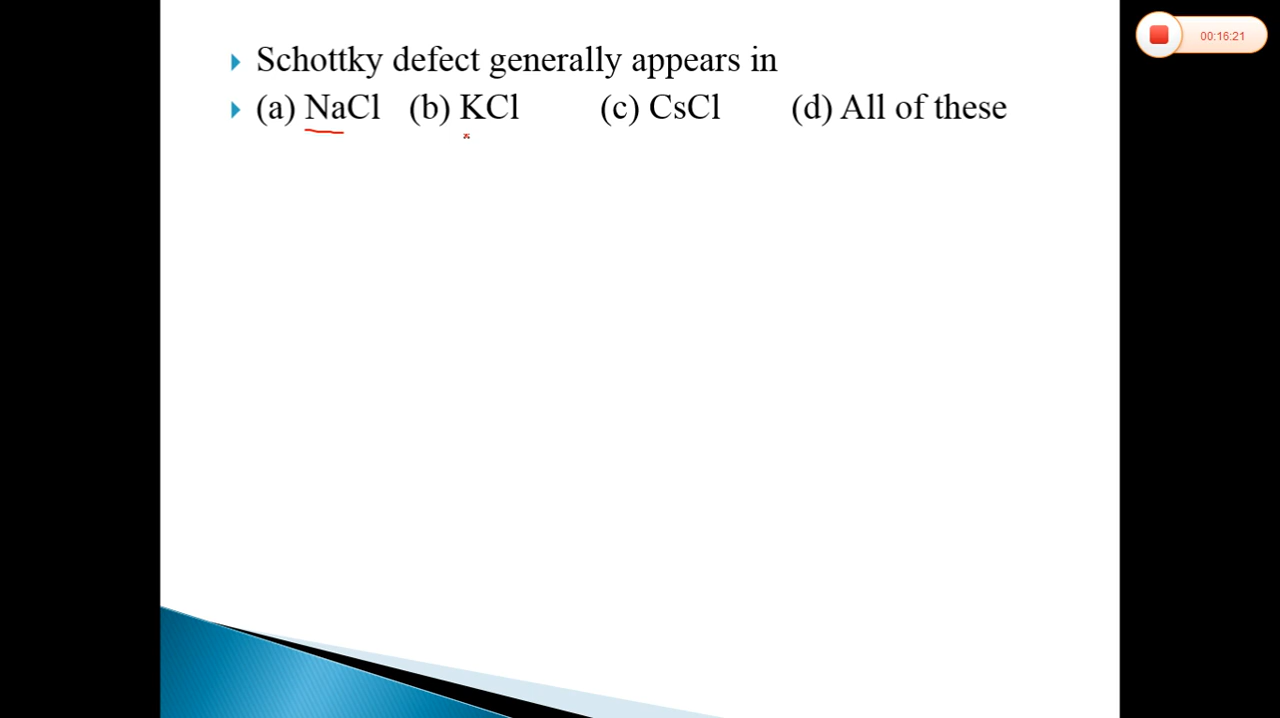 Schottky defect generally appears in
(a) NaCl (b) KCl (c) CsCl (d) All of these
00:16:21